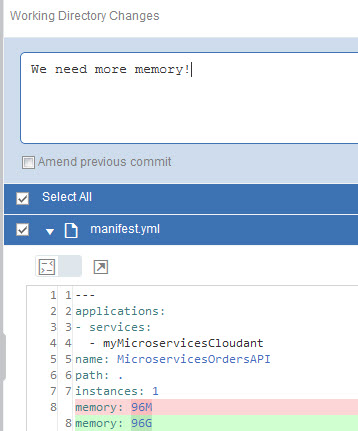 Working Directory Changes
We need more memory!
Amend previous commit
Select All
manifest.yml
1 1 ---
2 2 applications:
3 3 - services:
4 4   - myMicroservicesCloudant
5 5 name: MicroservicesOrdersAPI
6 6 path: .
7 7 instances: 1
8 memory: 96M
8 memory: 96G